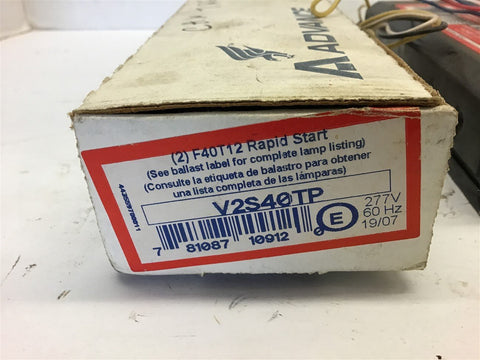 ADVANCE
(2) F40T12 Rapid Start
(See ballast label for complete lamp listing)
(Consulte la etiqueta de balastro para obtener
una lista completa de las lámparas)
V2S40TP
7 81087 10912
E
277V
60 Hz
19/07